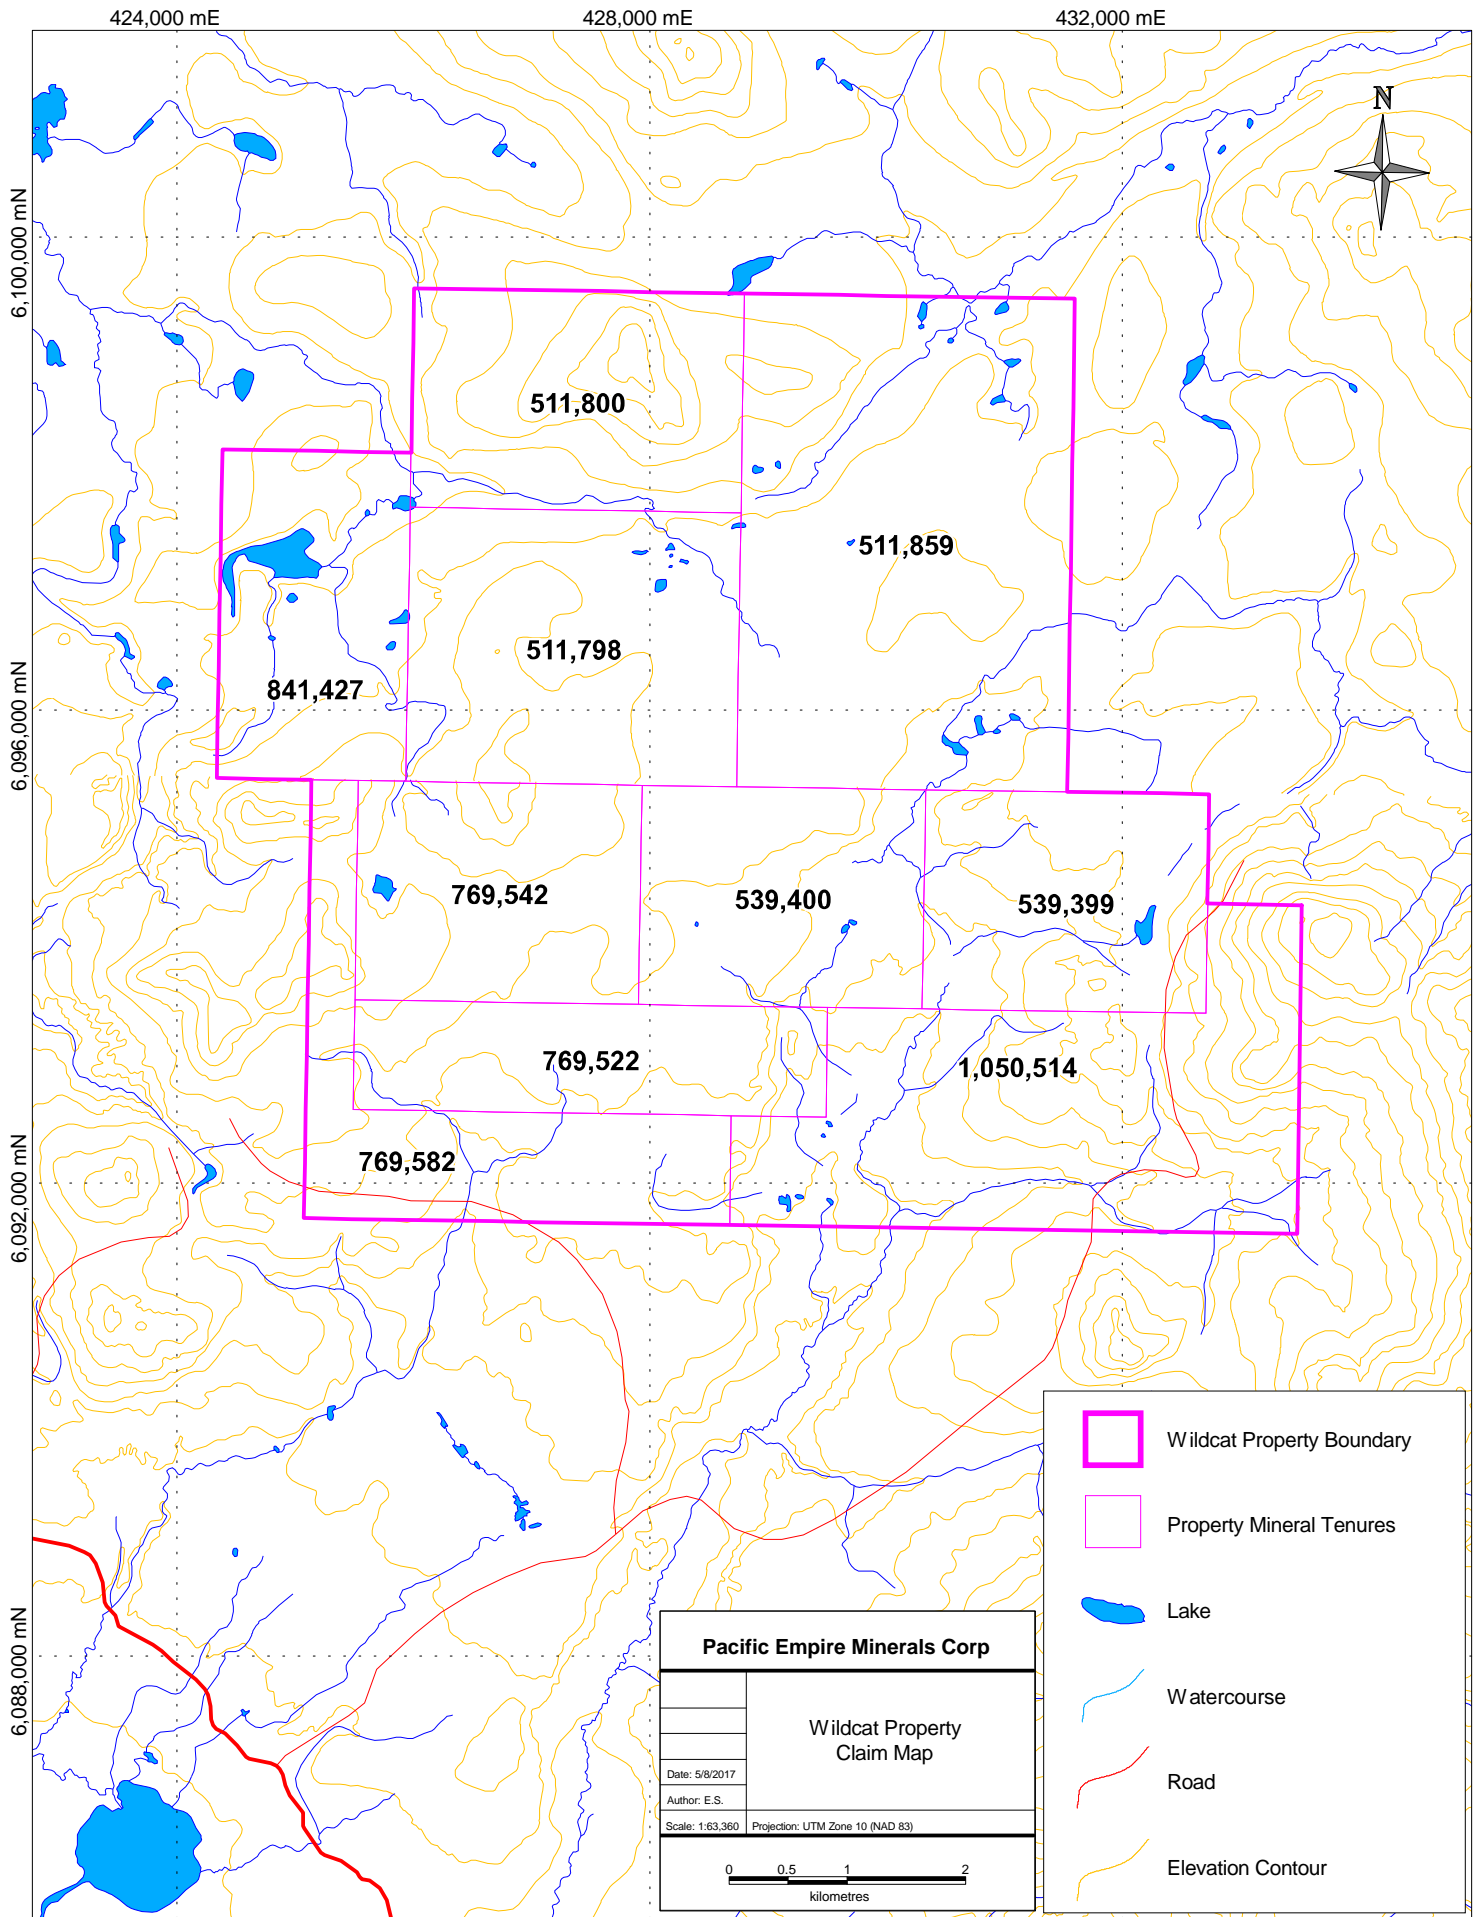 424,000 mE
428,000 mE
432,000 mE
N
6,100,000 mN
511,800
511,859
511,798
841,427
6,096,000 mN
769,542
539,400
539,399
769,522
1,050,514
769,582
6,092,000 mN
6,088,000 mN
Wildcat Property Boundary
Property Mineral Tenures
Lake
Watercourse
Road
Elevation Contour
Pacific Empire Minerals Corp
Wildcat Property
Claim Map
Date: 5/8/2017
Author: E.S.
Scale: 1:63,360 Projection: UTM Zone 10 (NAD 83)
0 0.5 1 2
kilometres